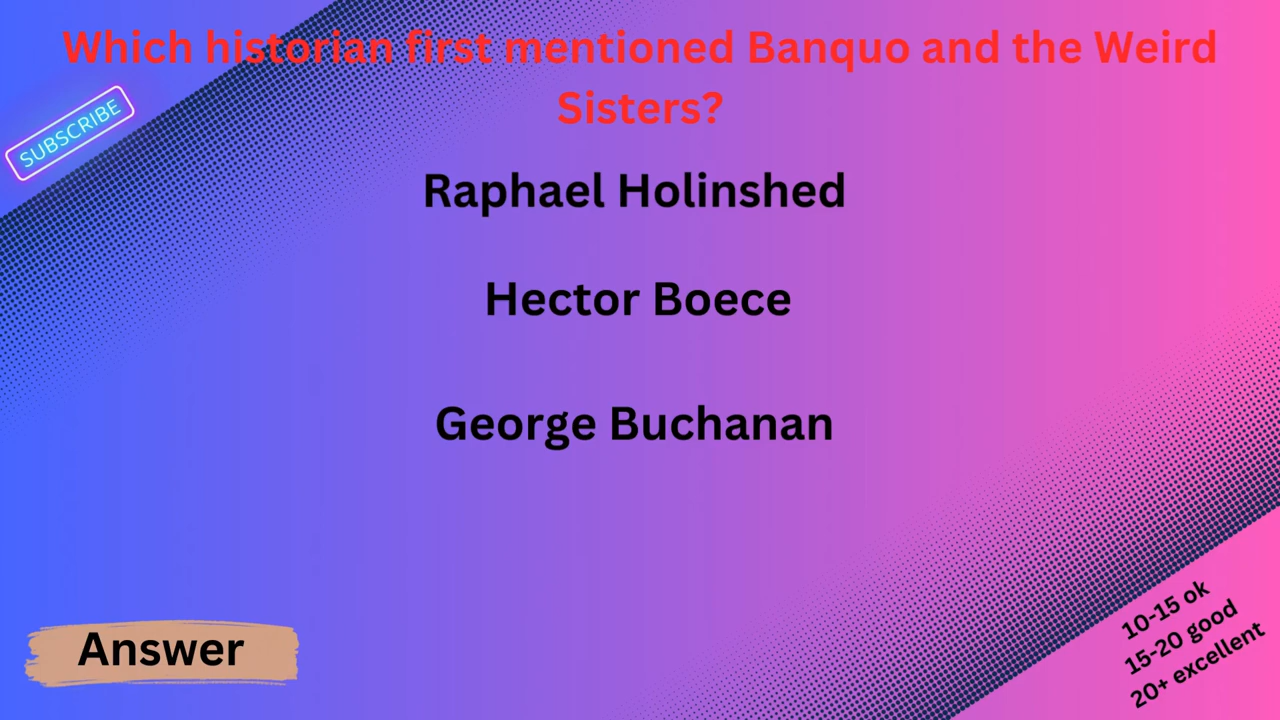 Which historian first mentioned Banquo and the Weird
Sisters?
SUBSCRIBE
Raphael Holinshed
Hector Boece
George Buchanan
Answer
10-15 ok
15-20 good
20+ excellent